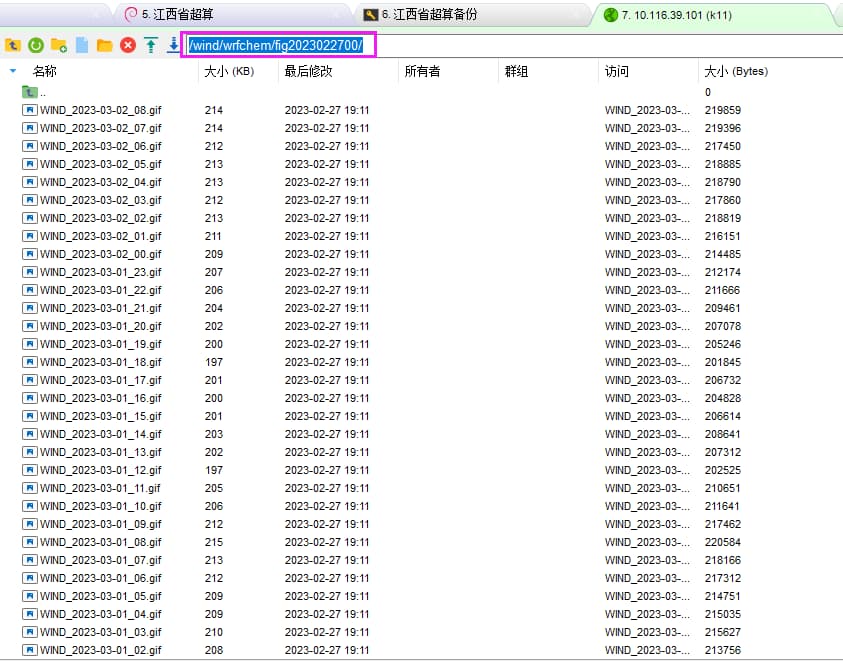 5. 江西省超算 6. 江西省超算备份 7. 10.116.39.101 (k11)
/wind/wrfchem/fig2023022700/
名称 大小 (KB) 最后修改 所有者 群组 访问 大小 (Bytes)
.. 0
WIND_2023-03-02_08.gif 214 2023-02-27 19:11 WIND_2023-03-... 219859
WIND_2023-03-02_07.gif 214 2023-02-27 19:11 WIND_2023-03-... 219396
WIND_2023-03-02_06.gif 212 2023-02-27 19:11 WIND_2023-03-... 217450
WIND_2023-03-02_05.gif 213 2023-02-27 19:11 WIND_2023-03-... 218885
WIND_2023-03-02_04.gif 213 2023-02-27 19:11 WIND_2023-03-... 218790
WIND_2023-03-02_03.gif 212 2023-02-27 19:11 WIND_2023-03-... 217860
WIND_2023-03-02_02.gif 213 2023-02-27 19:11 WIND_2023-03-... 218819
WIND_2023-03-02_01.gif 211 2023-02-27 19:11 WIND_2023-03-... 216151
WIND_2023-03-02_00.gif 209 2023-02-27 19:11 WIND_2023-03-... 214485
WIND_2023-03-01_23.gif 207 2023-02-27 19:11 WIND_2023-03-... 212174
WIND_2023-03-01_22.gif 206 2023-02-27 19:11 WIND_2023-03-... 211666
WIND_2023-03-01_21.gif 204 2023-02-27 19:11 WIND_2023-03-... 209461
WIND_2023-03-01_20.gif 202 2023-02-27 19:11 WIND_2023-03-... 207078
WIND_2023-03-01_19.gif 200 2023-02-27 19:11 WIND_2023-03-... 205246
WIND_2023-03-01_18.gif 197 2023-02-27 19:11 WIND_2023-03-... 201845
WIND_2023-03-01_17.gif 201 2023-02-27 19:11 WIND_2023-03-... 206732
WIND_2023-03-01_16.gif 200 2023-02-27 19:11 WIND_2023-03-... 204828
WIND_2023-03-01_15.gif 201 2023-02-27 19:11 WIND_2023-03-... 206614
WIND_2023-03-01_14.gif 203 2023-02-27 19:11 WIND_2023-03-... 208641
WIND_2023-03-01_13.gif 202 2023-02-27 19:11 WIND_2023-03-... 207312
WIND_2023-03-01_12.gif 197 2023-02-27 19:11 WIND_2023-03-... 202525
WIND_2023-03-01_11.gif 205 2023-02-27 19:11 WIND_2023-03-... 210651
WIND_2023-03-01_10.gif 206 2023-02-27 19:11 WIND_2023-03-... 211641
WIND_2023-03-01_09.gif 212 2023-02-27 19:11 WIND_2023-03-... 217462
WIND_2023-03-01_08.gif 215 2023-02-27 19:11 WIND_2023-03-... 220584
WIND_2023-03-01_07.gif 213 2023-02-27 19:11 WIND_2023-03-... 218166
WIND_2023-03-01_06.gif 212 2023-02-27 19:11 WIND_2023-03-... 217312
WIND_2023-03-01_05.gif 209 2023-02-27 19:11 WIND_2023-03-... 214751
WIND_2023-03-01_04.gif 209 2023-02-27 19:11 WIND_2023-03-... 215035
WIND_2023-03-01_03.gif 210 2023-02-27 19:11 WIND_2023-03-... 215627
WIND_2023-03-01_02.gif 208 2023-02-27 19:11 WIND_2023-03-... 213756